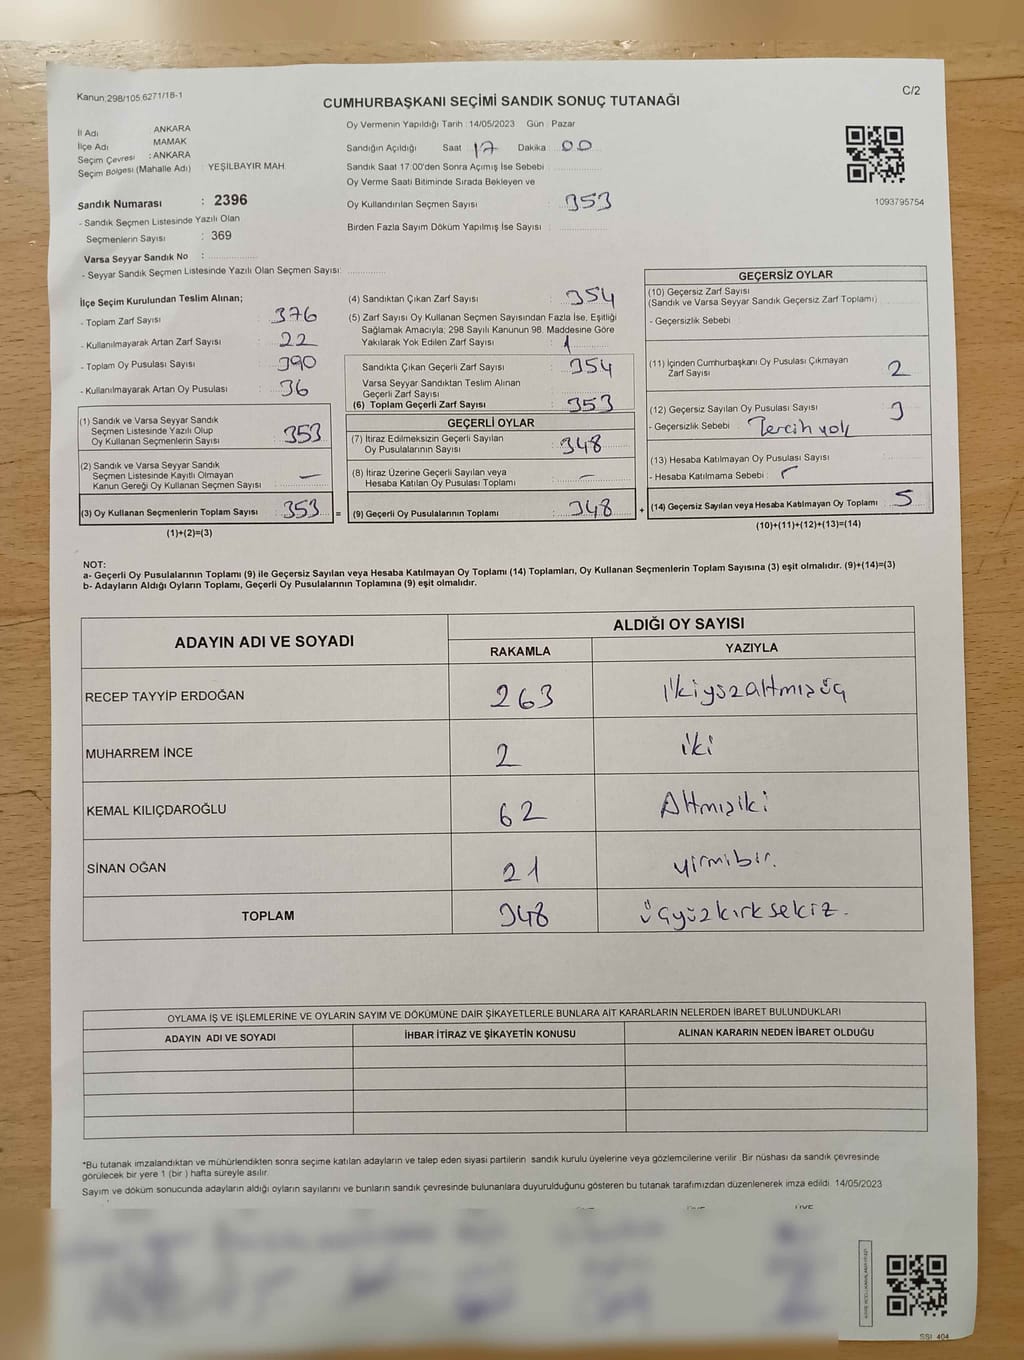 Kanun.298/105 6271/18-1
C/2
CUMHURBAŞKANI SEÇİMİ SANDIK SONUÇ TUTANAĞI
İl Adı ANKARA
İlçe Adı MAMAK
Seçim Çevresi : ANKARA
Seçim Bölgesi (Mahalle Adı) YEŞİLBAYIR MAH
Oy Vermenin Yapıldığı Tarih : 14/05/2023 Gün : Pazar
Sandığın Açıldığı Saat 17 Dakika : 00
Sandık Saat 17:00'den Sonra Açımış İse Sebebi :
Oy Verme Saati Bitiminde Sırada Bekleyen ve
Oy Kullandırılan Seçmen Sayısı : 353
Birden Fazla Sayım Döküm Yapılmış İse Sayısı :
1093795754
Sandık Numarası : 2396
- Sandık Seçmen Listesinde Yazılı Olan
Seçmenlerin Sayısı : 369
Varsa Seyyar Sandık No :
- Seyyar Sandık Seçmen Listesinde Yazılı Olan Seçmen Sayısı:
İlçe Seçim Kurulundan Teslim Alınan;
- Toplam Zarf Sayısı : 376
- Kullanılmayarak Artan Zarf Sayısı : 22
- Toplam Oy Pusulası Sayısı : 390
- Kullanılmayarak Artan Oy Pusulası : 36
(1) Sandık ve Varsa Seyyar Sandık
Seçmen Listesinde Yazılı Olup
Oy Kullanan Seçmenlerin Sayısı : 353
(2) Sandık ve Varsa Seyyar Sandık
Seçmen Listesinde Kayıtlı Olmayan
Kanun Gereği Oy Kullanan Seçmen Sayısı : —
(3) Oy Kullanan Seçmenlerin Toplam Sayısı : 353 =
(1)+(2)=(3)
(4) Sandıktan Çıkan Zarf Sayısı : 354
(5) Zarf Sayısı Oy Kullanan Seçmen Sayısından Fazla İse, Eşitliği
Sağlamak Amacıyla; 298 Sayılı Kanunun 98. Maddesine Göre
Yakılarak Yok Edilen Zarf Sayısı : 1
Sandıkta Çıkan Geçerli Zarf Sayısı : 354
Varsa Seyyar Sandıktan Teslim Alınan
Geçerli Zarf Sayısı :
(6) Toplam Geçerli Zarf Sayısı : 353
GEÇERLİ OYLAR
(7) İtiraz Edilmeksizin Geçerli Sayılan
Oy Pusulalarının Sayısı : 348
(8) İtiraz Üzerine Geçerli Sayılan veya
Hesaba Katılan Oy Pusulası Toplamı : —
(9) Geçerli Oy Pusulalarının Toplamı : 348 +
GEÇERSİZ OYLAR
(10) Geçersiz Zarf Sayısı
(Sandık ve Varsa Seyyar Sandık Geçersiz Zarf Toplamı)
- Geçersizlik Sebebi :
(11) İçinden Cumhurbaşkanı Oy Pusulası Çıkmayan
Zarf Sayısı 2
(12) Geçersiz Sayılan Oy Pusulası Sayısı 3
- Geçersizlik Sebebi : Tercih yok
(13) Hesaba Katılmayan Oy Pusulası Sayısı
- Hesaba Katılmama Sebebi :
(14) Geçersiz Sayılan veya Hesaba Katılmayan Oy Toplamı : 5
(10)+(11)+(12)+(13)=(14)
NOT:
a- Geçerli Oy Pusulalarının Toplamı (9) ile Geçersiz Sayılan veya Hesaba Katılmayan Oy Toplamı (14) Toplamları, Oy Kullanan Seçmenlerin Toplam Sayısına (3) eşit olmalıdır. (9)+(14)=(3)
b- Adayların Aldığı Oyların Toplamı, Geçerli Oy Pusulalarının Toplamına (9) eşit olmalıdır.
ADAYIN ADI VE SOYADI
ALDIĞI OY SAYISI
RAKAMLA YAZIYLA
RECEP TAYYİP ERDOĞAN 263 ikiyüzaltmışüç
MUHARREM İNCE 2 iki
KEMAL KILIÇDAROĞLU 62 Altmışiki
SİNAN OĞAN 21 yirmibir.
TOPLAM 348 üçyüzkırksekiz.
OYLAMA İŞ VE İŞLEMLERİNE VE OYLARIN SAYIM VE DÖKÜMÜNE DAİR ŞİKAYETLERLE BUNLARA AİT KARARLARIN NELERDEN İBARET BULUNDUKLARI
ADAYIN ADI VE SOYADI İHBAR İTİRAZ VE ŞİKAYETİN KONUSU ALINAN KARARIN NEDEN İBARET OLDUĞU
*Bu tutanak imzalandıktan ve mühürlendikten sonra seçime katılan adayların ve talep eden siyasi partilerin sandık kurulu üyelerine veya gözlemcilerine verilir. Bir nüshası da sandık çevresinde
görülecek bir yere 1 (bir ) hafta süreyle asılır.
Sayım ve döküm sonucunda adayların aldığı oyların sayılarını ve bunların sandık çevresinde bulunanlara duyurulduğunu gösteren bu tutanak tarafımızdan düzenlenerek imza edildi. 14/05/2023
SSI_404